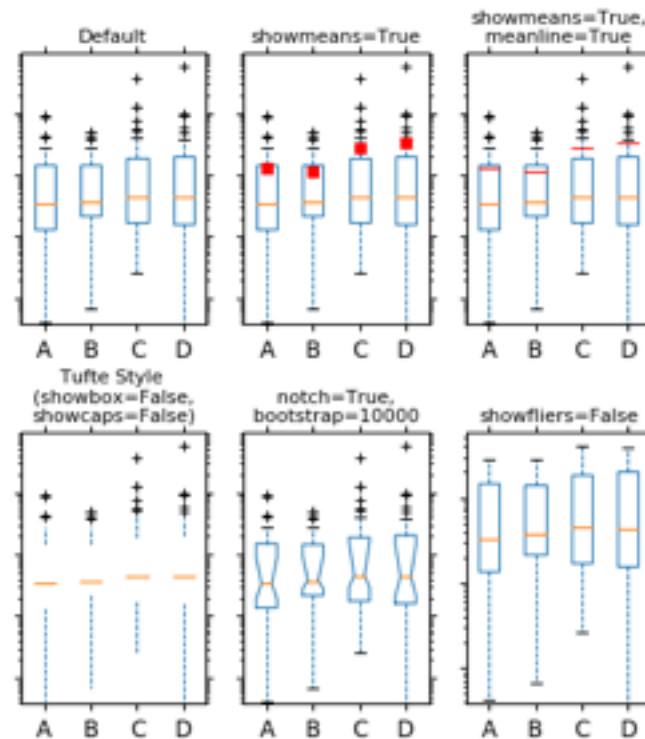 Default
showmeans=True
showmeans=True,
meanline=True
A B C D
A B C D
A B C D
Tufte Style
(showbox=False,
showcaps=False)
notch=True,
bootstrap=10000
showfliers=False
A B C D
A B C D
A B C D